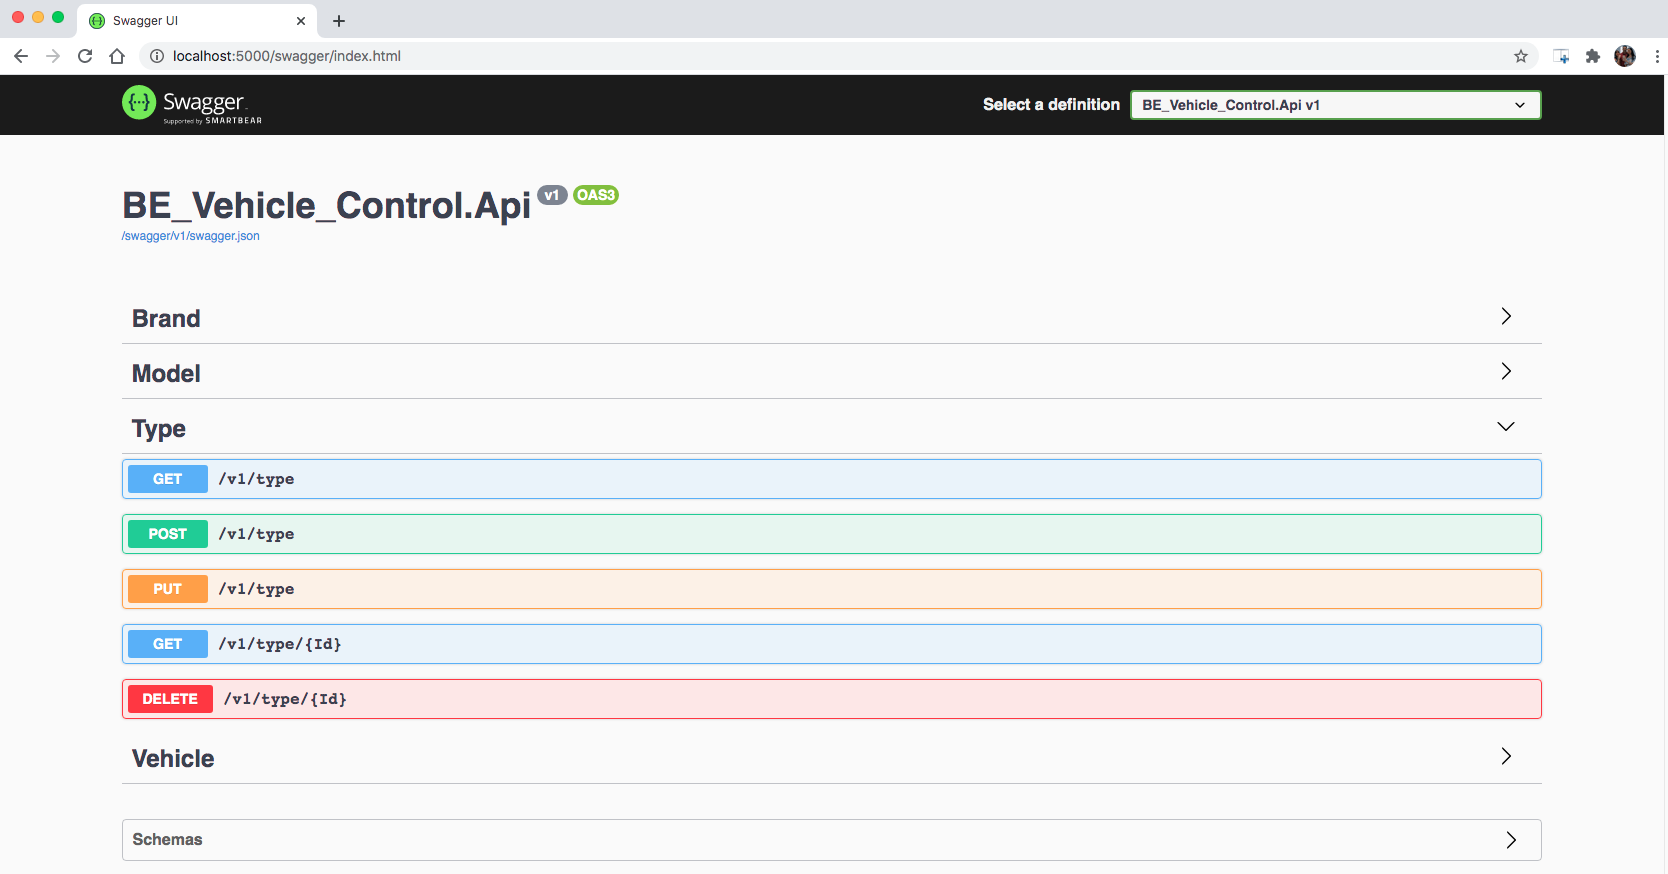 Swagger UI
localhost:5000/swagger/index.html
Swagger
Supported by SMARTBEAR
Select a definition
BE_Vehicle_Control.Api v1
BE_Vehicle_Control.Api v1 OAS3
/swagger/v1/swagger.json
Brand
Model
Type
GET /v1/type
POST /v1/type
PUT /v1/type
GET /v1/type/{Id}
DELETE /v1/type/{Id}
Vehicle
Schemas